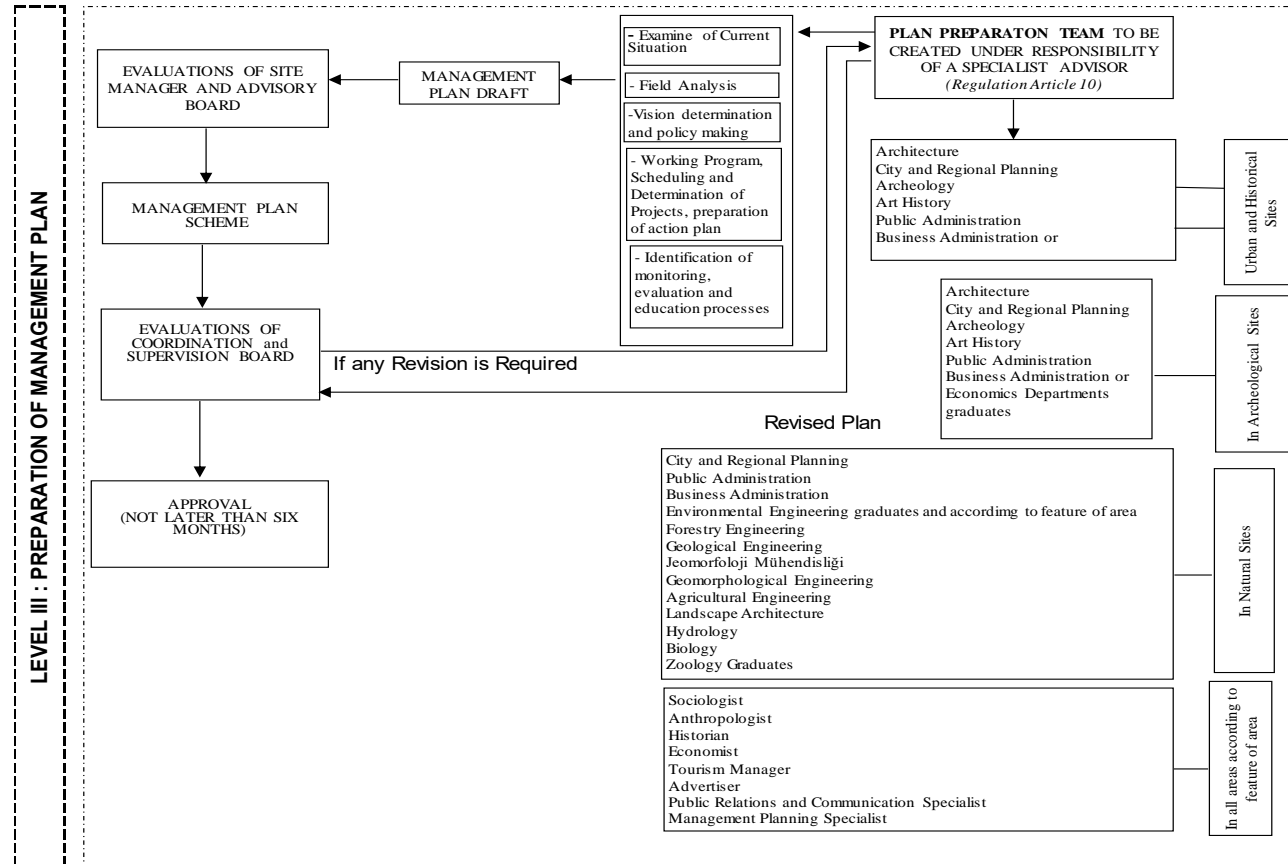 LEVEL III : PREPARATION OF MANAGEMENT PLAN
EVALUATIONS OF SITE
MANAGER AND ADVISORY
BOARD
MANAGEMENT
PLAN DRAFT
- Examine of Current
Situation
- Field Analysis
-Vision determination
and policy making
- Working Program,
Scheduling and
Determination of
Projects, preparation
of action plan
- Identification of
monitoring,
evaluation and
education processes
PLAN PREPARATON TEAM TO BE
CREATED UNDER RESPONSIBILITY
OF A SPECIALIST ADVISOR
(Regulation Article 10)
MANAGEMENT PLAN
SCHEME
EVALUATIONS OF
COORDINATION and
SUPERVISION BOARD
If any Revision is Required
Revised Plan
APPROVAL
(NOT LATER THAN SIX
MONTHS)
Architecture
City and Regional Planning
Archeology
Art History
Public Administration
Business Administration or
Urban and Historical
Sites
Architecture
City and Regional Planning
Archeology
Art History
Public Administration
Business Administration or
Economics Departments
graduates
In Archeological Sites
City and Regional Planning
Public Administration
Business Administration
Environmental Engineering graduates and accordimg to feature of area
Forestry Engineering
Geological Engineering
Jeomorfoloji Mühendisliği
Geomorphological Engineering
Agricultural Engineering
Landscape Architecture
Hydrology
Biology
Zoology Graduates
In Natural Sites
Sociologist
Anthropologist
Historian
Economist
Tourism Manager
Advertiser
Public Relations and Communication Specialist
Management Planning Specialist
In all areas according to
feature of area